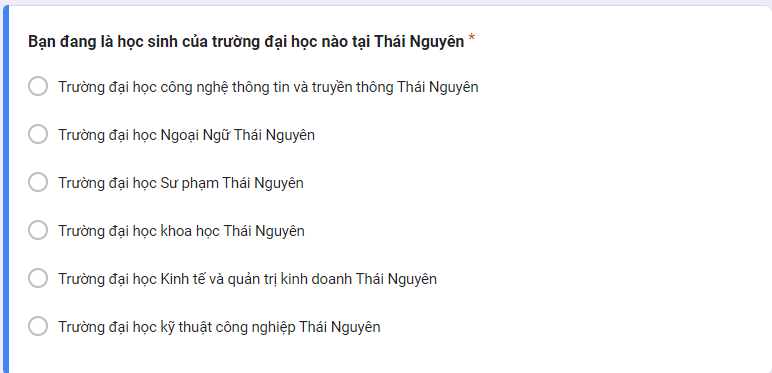 Bạn đang là học sinh của trường đại học nào tại Thái Nguyên *
Trường đại học công nghệ thông tin và truyền thông Thái Nguyên
Trường đại học Ngoại Ngữ Thái Nguyên
Trường đại học Sư phạm Thái Nguyên
Trường đại học khoa học Thái Nguyên
Trường đại học Kinh tế và quản trị kinh doanh Thái Nguyên
Trường đại học kỹ thuật công nghiệp Thái Nguyên